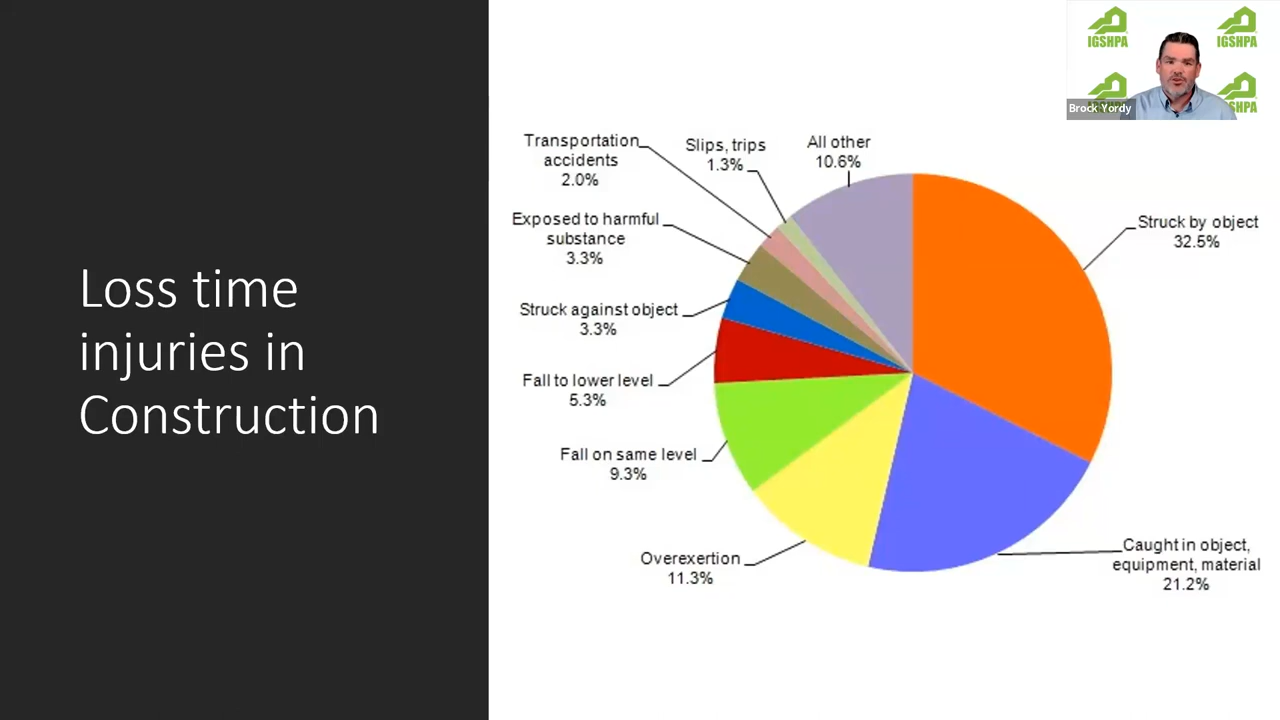 Loss time
injuries in
Construction
Transportation
accidents
2.0%
Slips, trips
1.3%
All other
10.6%
Exposed to harmful
substance
3.3%
Struck by object
32.5%
Struck against object
3.3%
Fall to lower level
5.3%
Fall on same level
9.3%
Overexertion
11.3%
Caught in object,
equipment, material
21.2%
IGSHPA
IGSHPA
Brock Yordy